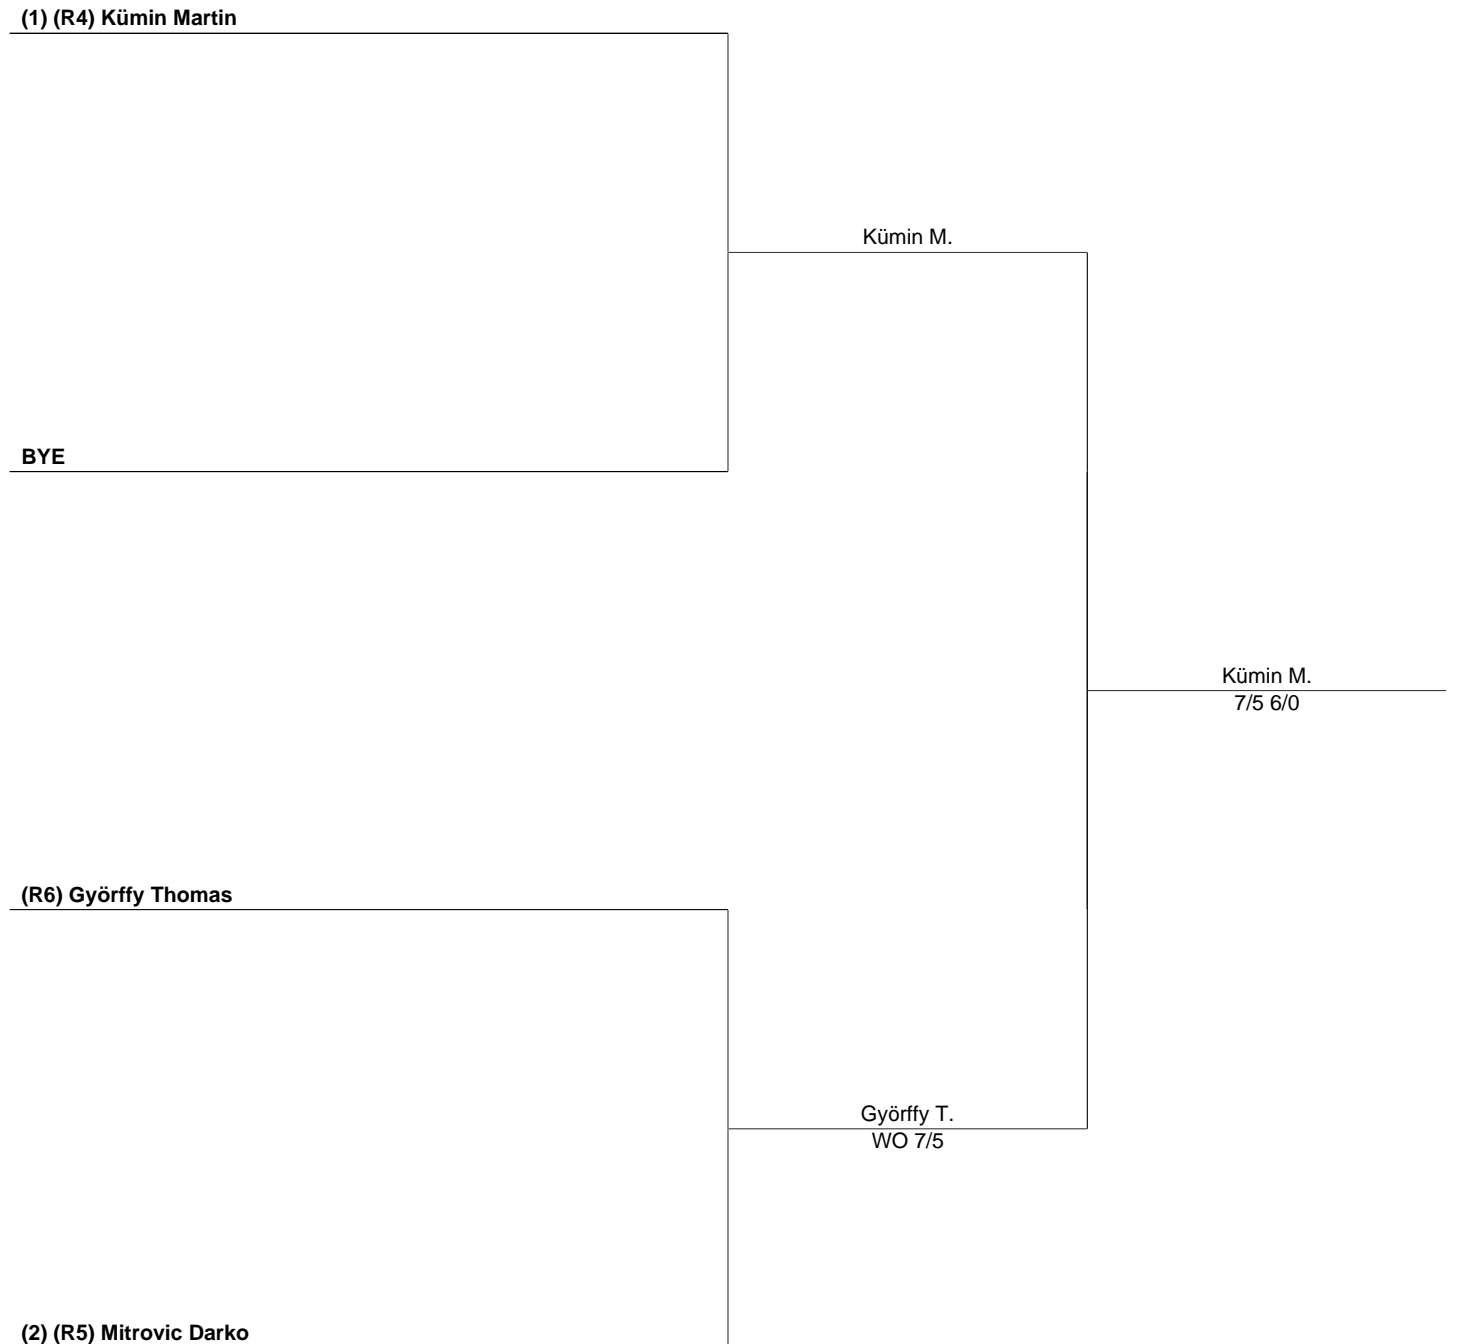 (1) (R4) Kümin Martin
Kümin M.
BYE
Kümin M.
7/5 6/0
(R6) Györffy Thomas
Györffy T.
WO 7/5
(2) (R5) Mitrovic Darko